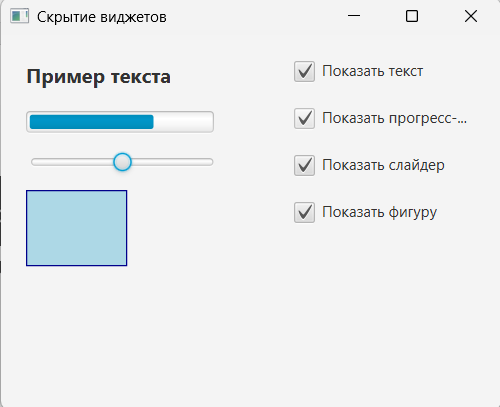 Скрытие виджетов
Пример текста
Показать текст
Показать прогресс-...
Показать слайдер
Показать фигуру